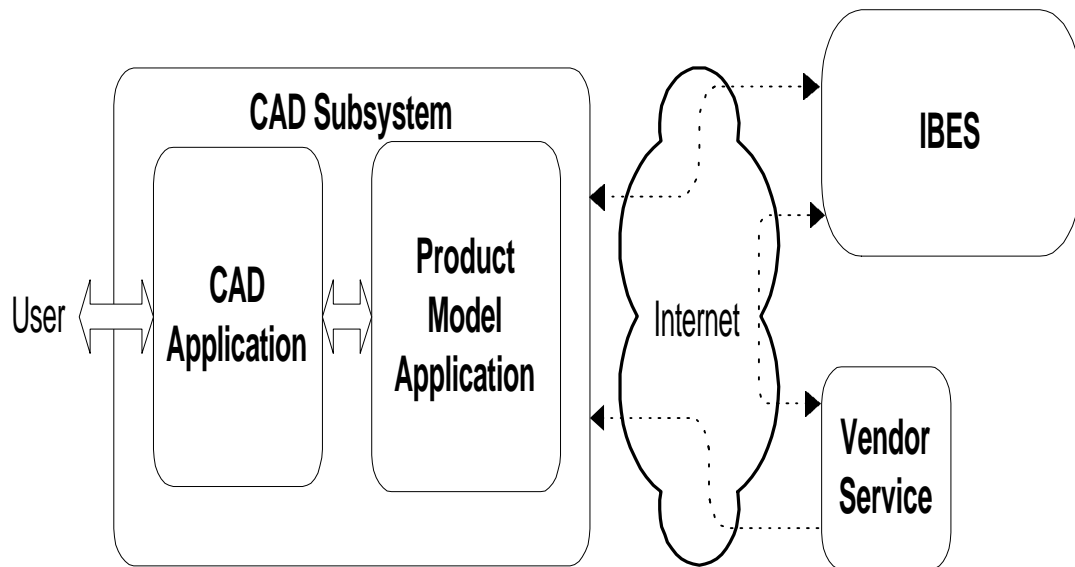 CAD Subsystem
IBES
User
CAD
Application
Product
Model
Application
Internet
Vendor
Service